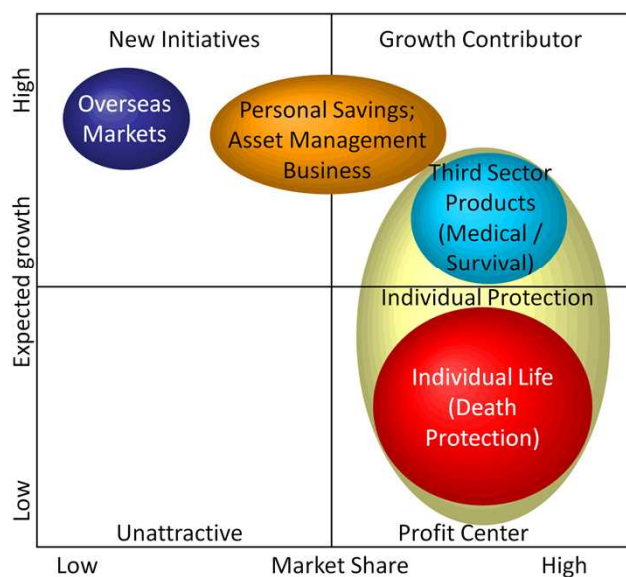 New Initiatives
Growth Contributor
High
Overseas
Markets
Personal Savings;
Asset Management
Business
Third Sector
Products
(Medical /
Survival)
Expected growth
Individual Protection
Individual Life
(Death
Protection)
Low
Unattractive
Profit Center
Low
Market Share
High